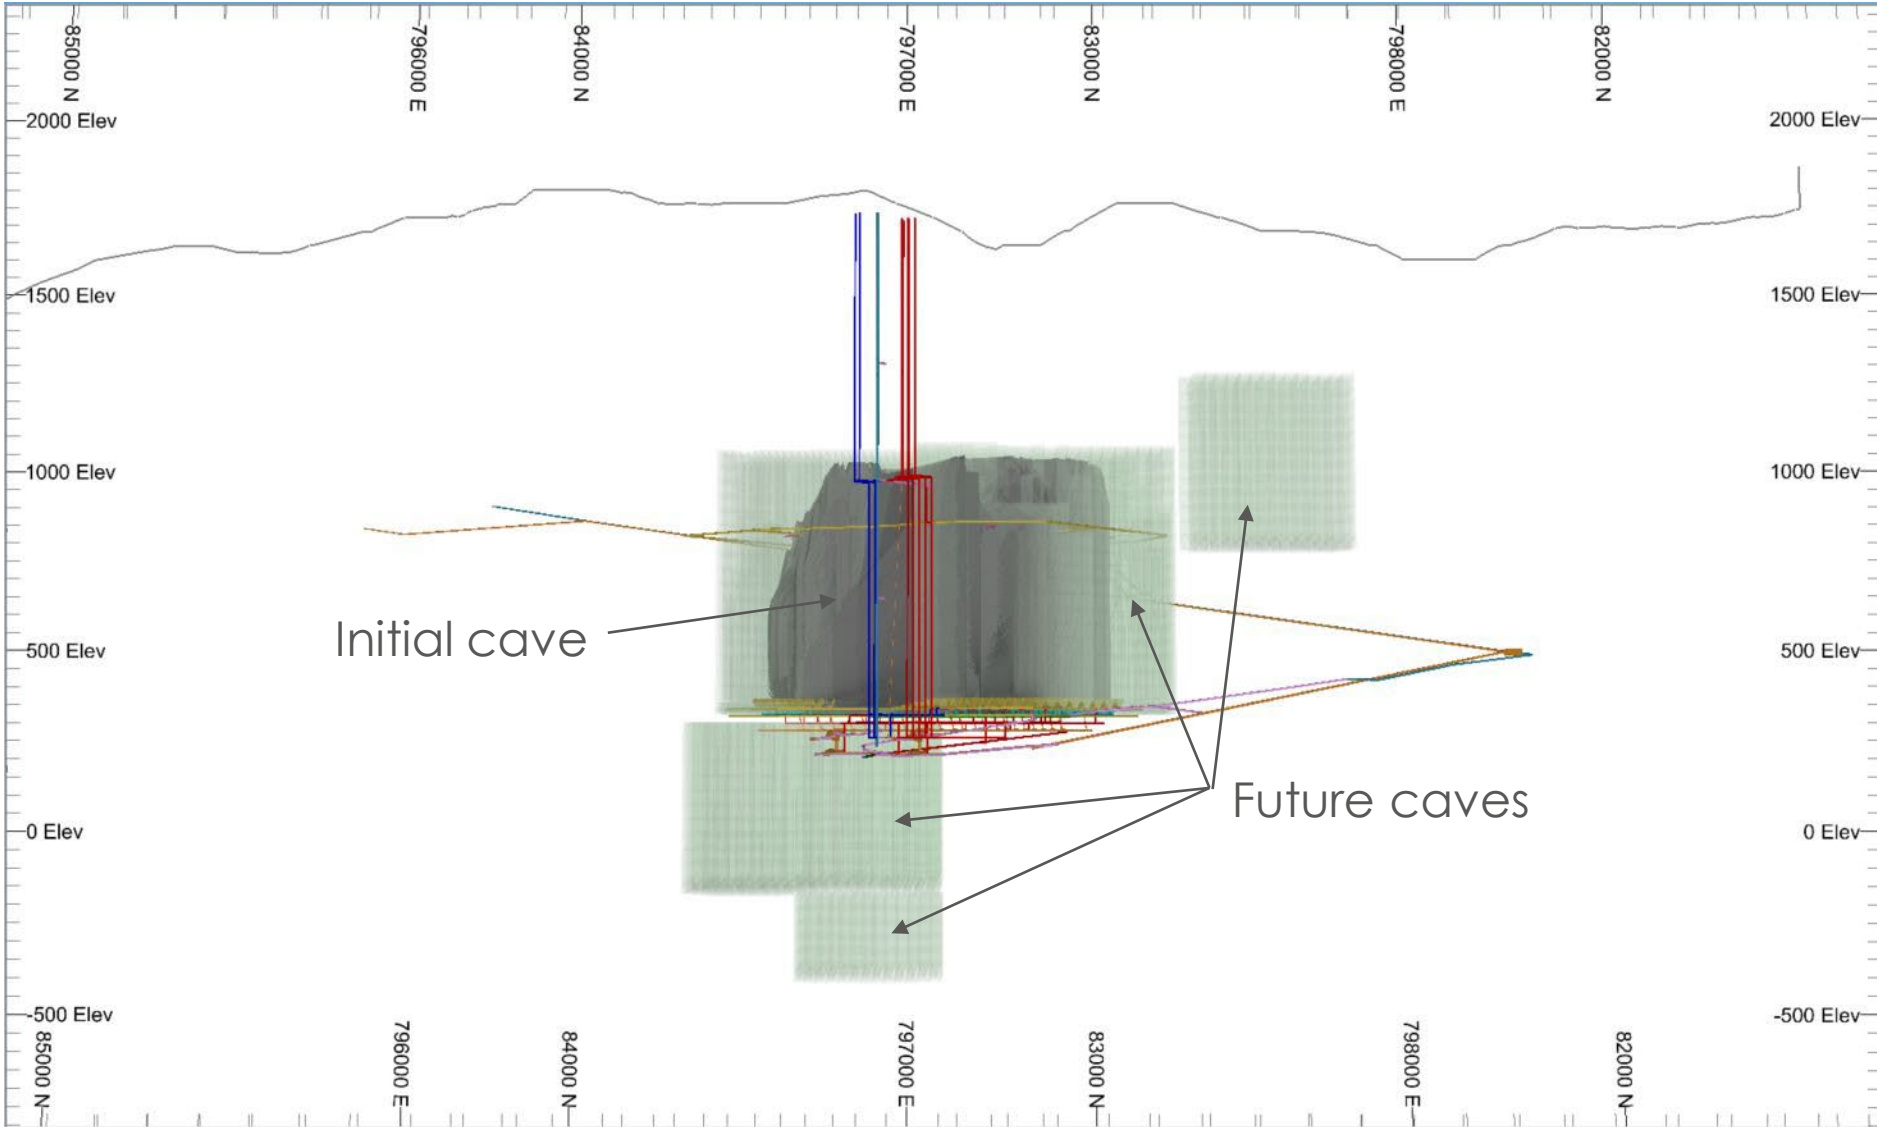 85000 N
796000 E
84000 N
797000 E
83000 N
798000 E
82000 N
2000 Elev
2000 Elev
1500 Elev
1500 Elev
1000 Elev
1000 Elev
Initial cave
500 Elev
500 Elev
Future caves
0 Elev
0 Elev
-500 Elev
-500 Elev
85000 N
796000 E
84000 N
797000 E
83000 N
798000 E
82000 N